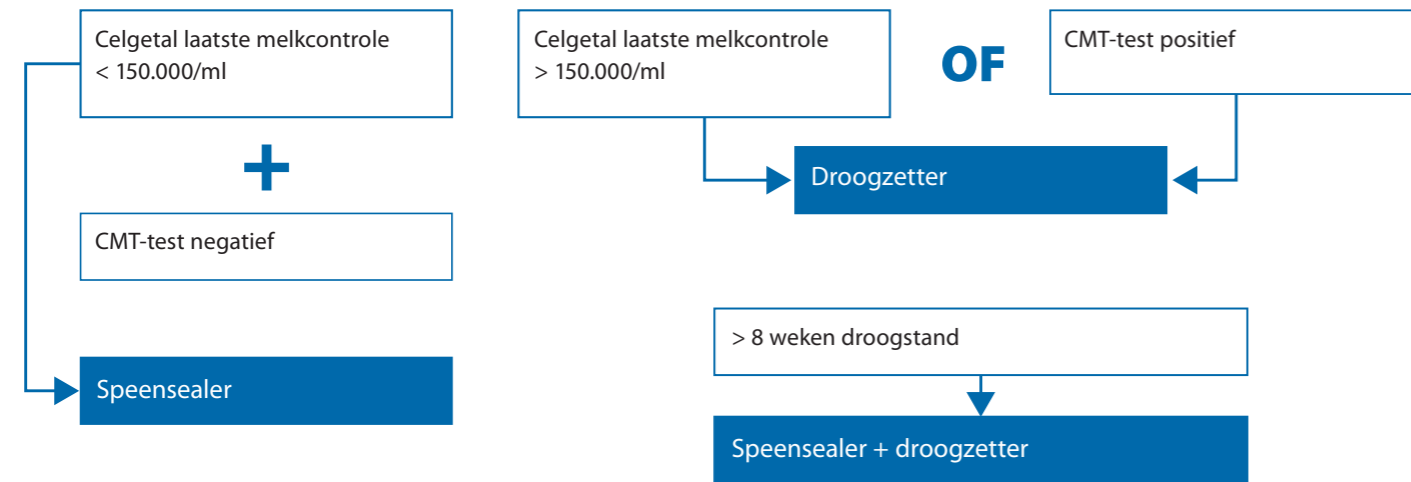 Celgetal laatste melkcontrole
< 150.000/ml
+
CMT-test negatief
Speensealer
Celgetal laatste melkcontrole
> 150.000/ml
OF
CMT-test positief
Droogzetter
> 8 weken droogstand
Speensealer + droogzetter